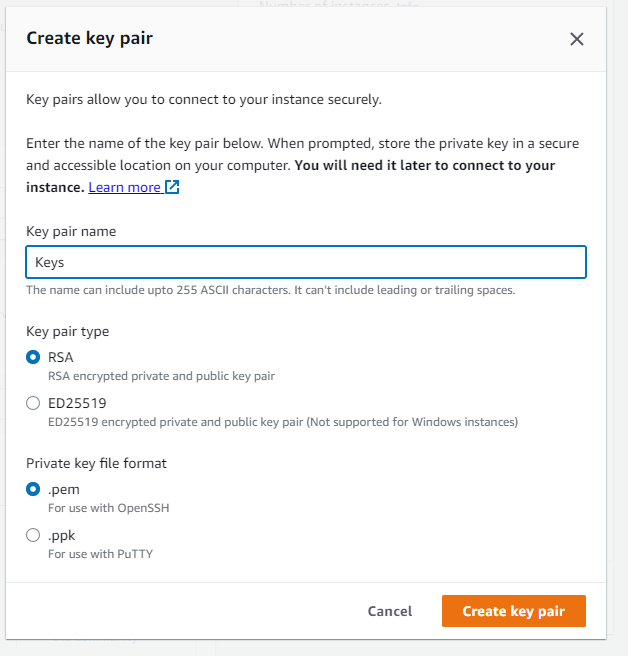 Number of instances Info
Create key pair
Key pairs allow you to connect to your instance securely.
Enter the name of the key pair below. When prompted, store the private key in a secure
and accessible location on your computer. You will need it later to connect to your
instance. Learn more
Key pair name
Keys
The name can include upto 255 ASCII characters. It can't include leading or trailing spaces.
Key pair type
RSA
RSA encrypted private and public key pair
ED25519
ED25519 encrypted private and public key pair (Not supported for Windows instances)
Private key file format
.pem
For use with OpenSSH
.ppk
For use with PuTTY
Cancel
Create key pair